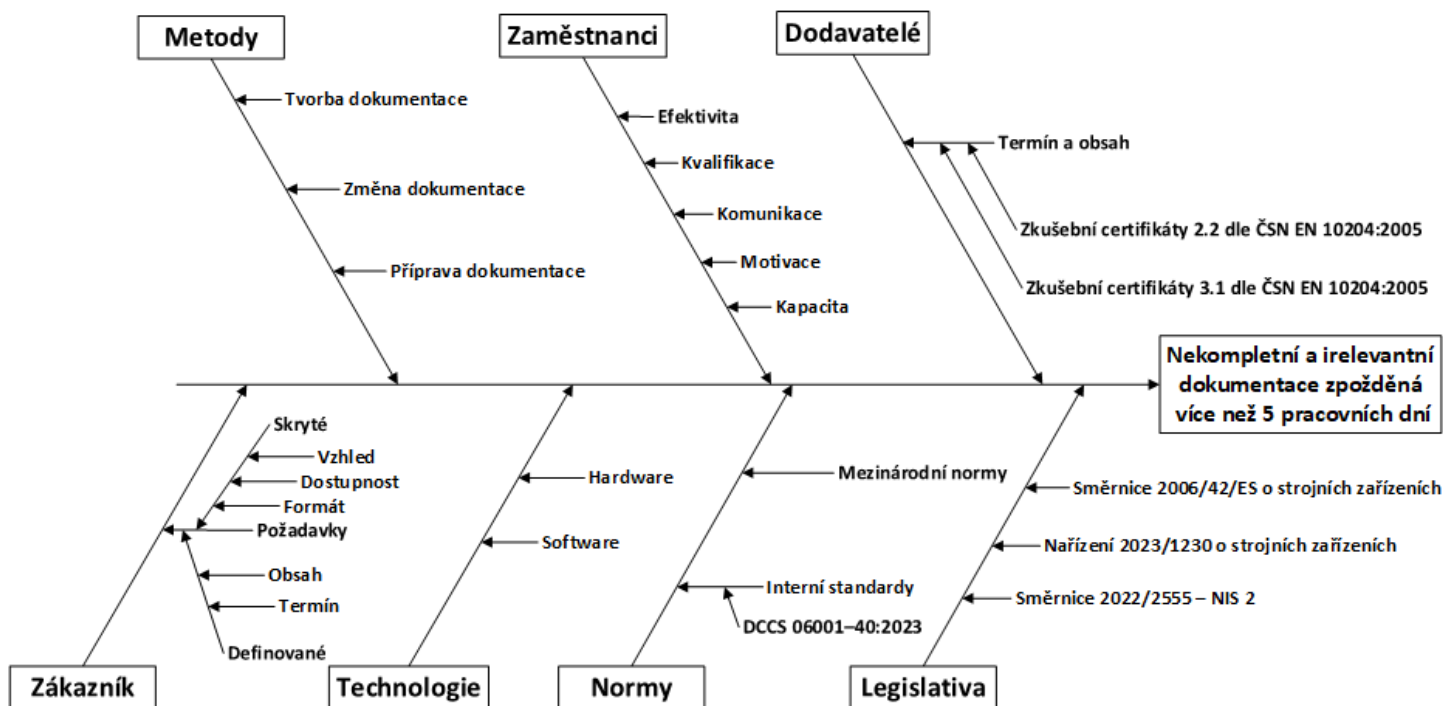 Metody
Zaměstnanci
Dodavatelé
Tvorba dokumentace
Změna dokumentace
Příprava dokumentace
Efektivita
Kvalifikace
Komunikace
Motivace
Kapacita
Termín a obsah
Zkušební certifikáty 2.2 dle ČSN EN 10204:2005
Zkušební certifikáty 3.1 dle ČSN EN 10204:2005
Nekompletní a irelevantní
dokumentace zpožděná
více než 5 pracovních dní
Skryté
Vzhled
Dostupnost
Formát
Požadavky
Obsah
Termín
Definované
Hardware
Software
Mezinárodní normy
Interní standardy
DCCS 06001–40:2023
Směrnice 2006/42/ES o strojních zařízeních
Nařízení 2023/1230 o strojních zařízeních
Směrnice 2022/2555 – NIS 2
Zákazník
Technologie
Normy
Legislativa